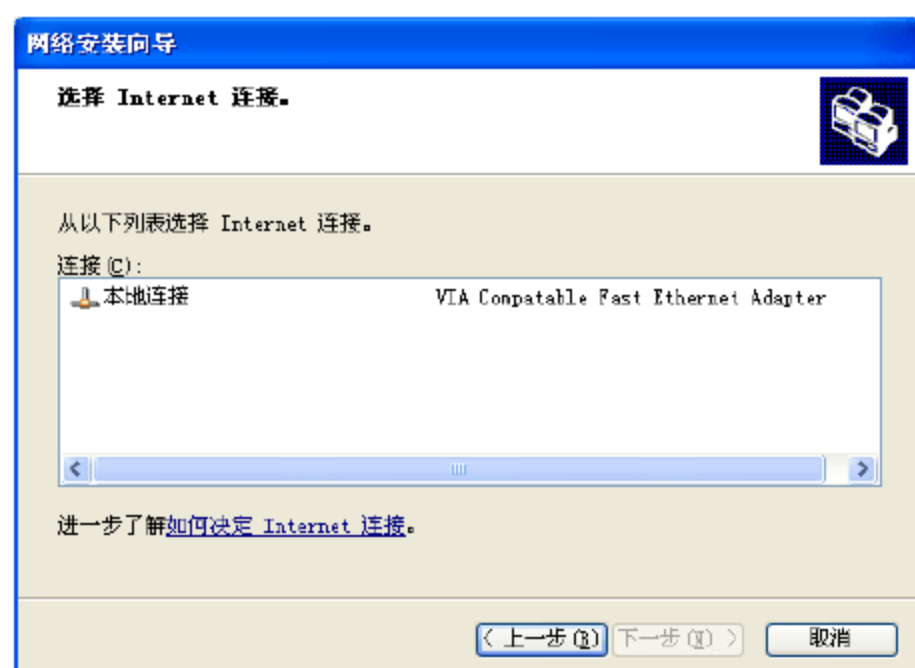 网络安装向导
选择 Internet 连接。
从以下列表选择 Internet 连接。
连接(C):
本地连接 VIA Compatable Fast Ethernet Adapter
进一步了解如何决定 Internet 连接。
< 上一步(B) 下一步(N) > 取消